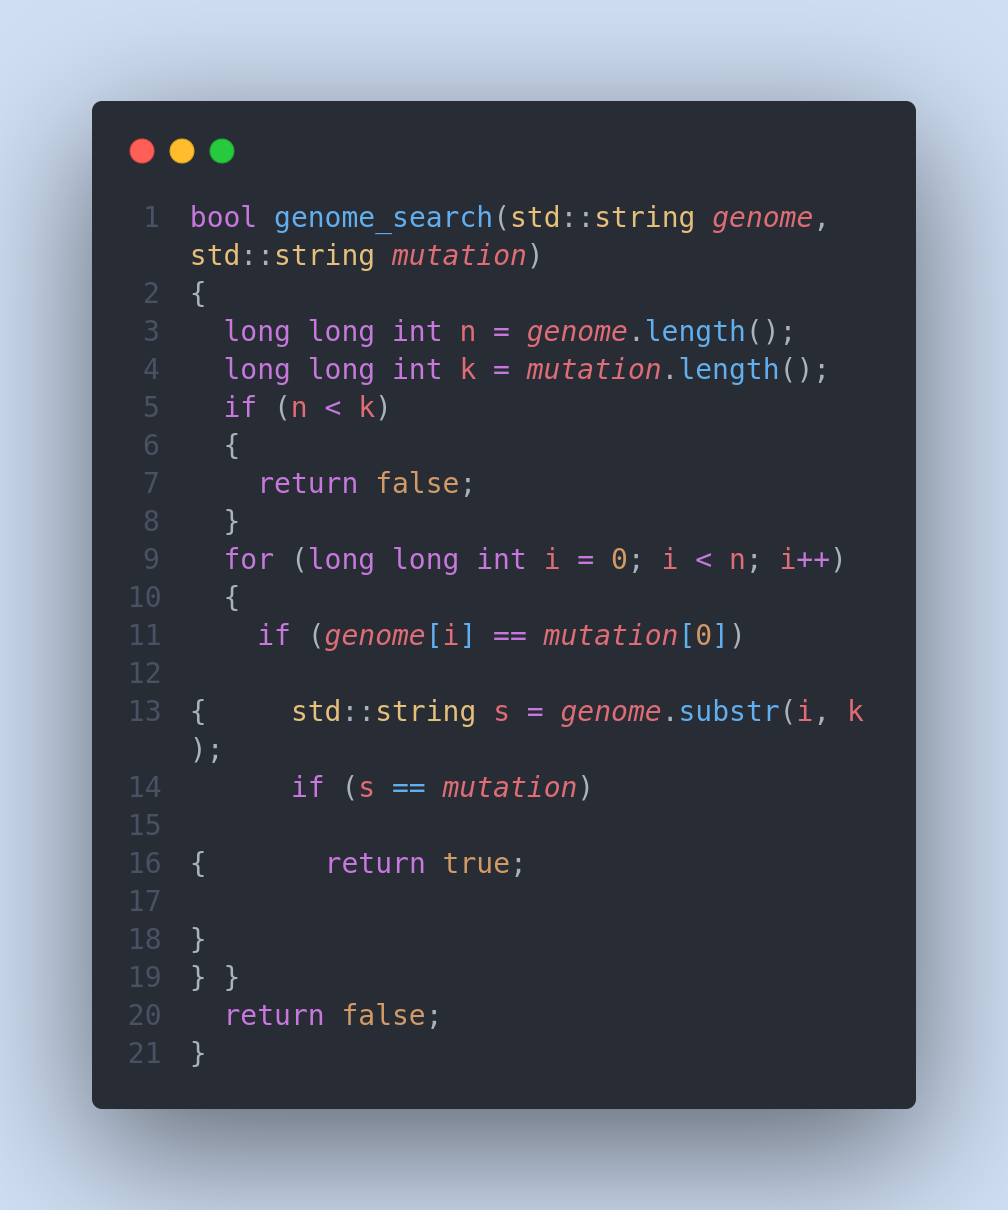 1 bool genome_search(std::string genome,
std::string mutation)
2 {
3   long long int n = genome.length();
4   long long int k = mutation.length();
5   if (n < k)
6   {
7     return false;
8   }
9   for (long long int i = 0; i < n; i++)
10   {
11     if (genome[i] == mutation[0])
12
13 {     std::string s = genome.substr(i, k
);
14       if (s == mutation)
15
16 {       return true;
17
18 }
19 } }
20   return false;
21 }